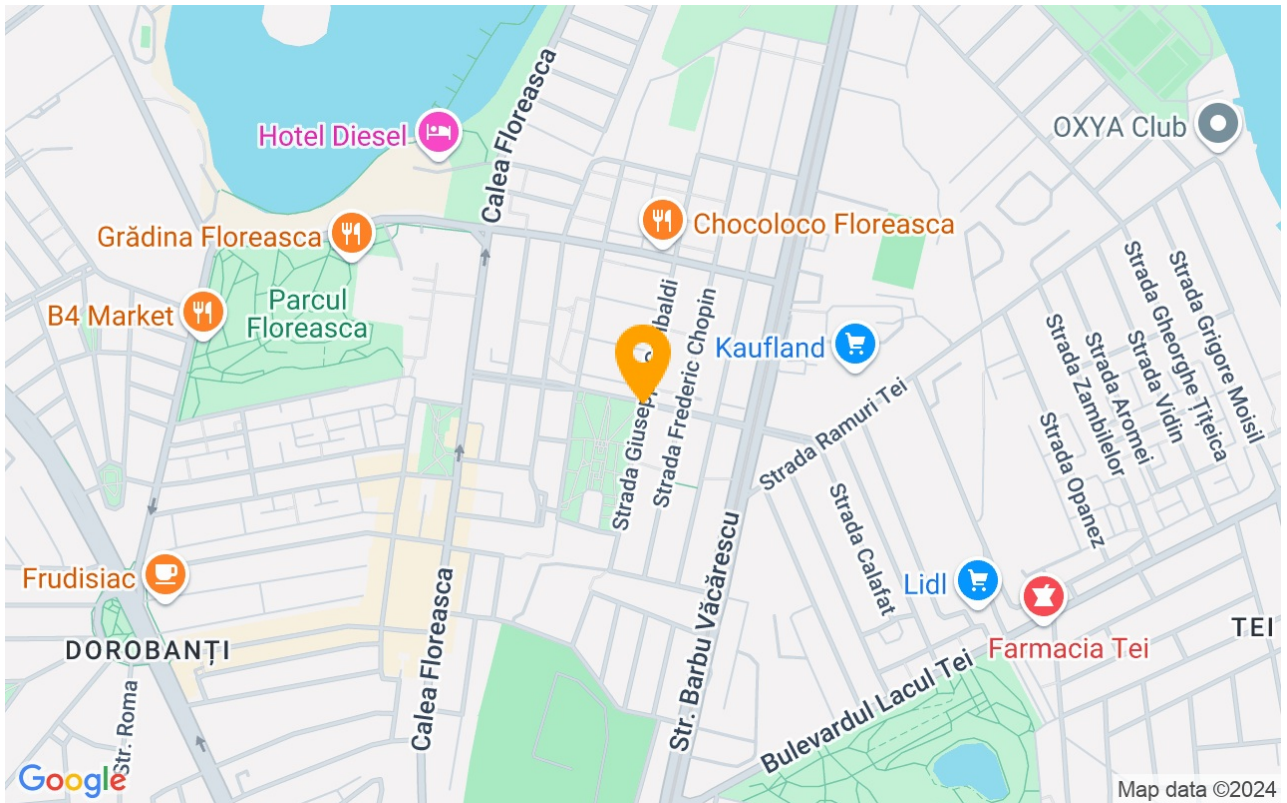 Hotel Diesel
Calea Floreasca
OXYA Club
Grădina Floreasca
Chocoloco Floreasca
B4 Market
Parcul
Floreasca
Kaufland
Strada Giuseppe Garibaldi
Strada Frederic Chopin
Strada Grigore Moisil
Strada Gheorghe Țițeica
Strada Vidin
Strada Aromei
Strada Zambilelor
Strada Opanez
Strada Ramuri Tei
Strada Calafat
Frudisiac
DOROBANȚI
Calea Floreasca
Str. Barbu Văcărescu
Lidl
Farmacia Tei
TEI
Bulevardul Lacul Tei
Str. Roma
Google
Map data ©2024